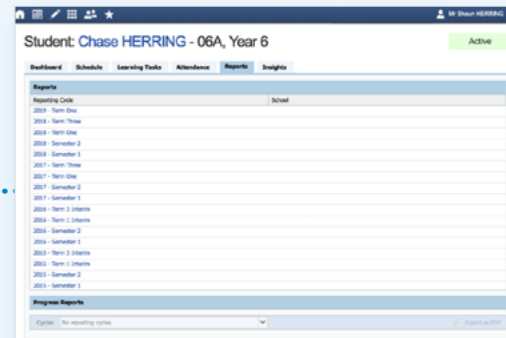 Mr Shaun HERRING
Student: Chase HERRING - 06A, Year 6
Active
Dashboard Schedule Learning Tasks Attendance Reports Insights
Reports
Reporting Cycle School
2019 - Term One
2018 - Term Three
2018 - Term One
2018 - Semester 2
2018 - Semester 1
2017 - Term Three
2017 - Term One
2017 - Semester 2
2017 - Semester 1
2016 - Term 3 Interim
2016 - Term 1 Interim
2016 - Semester 2
2016 - Semester 1
2015 - Term 3 Interim
2015 - Term 1 Interim
2015 - Semester 2
2015 - Semester 1
Progress Reports
Cycle: No reporting cycles Export as PDF